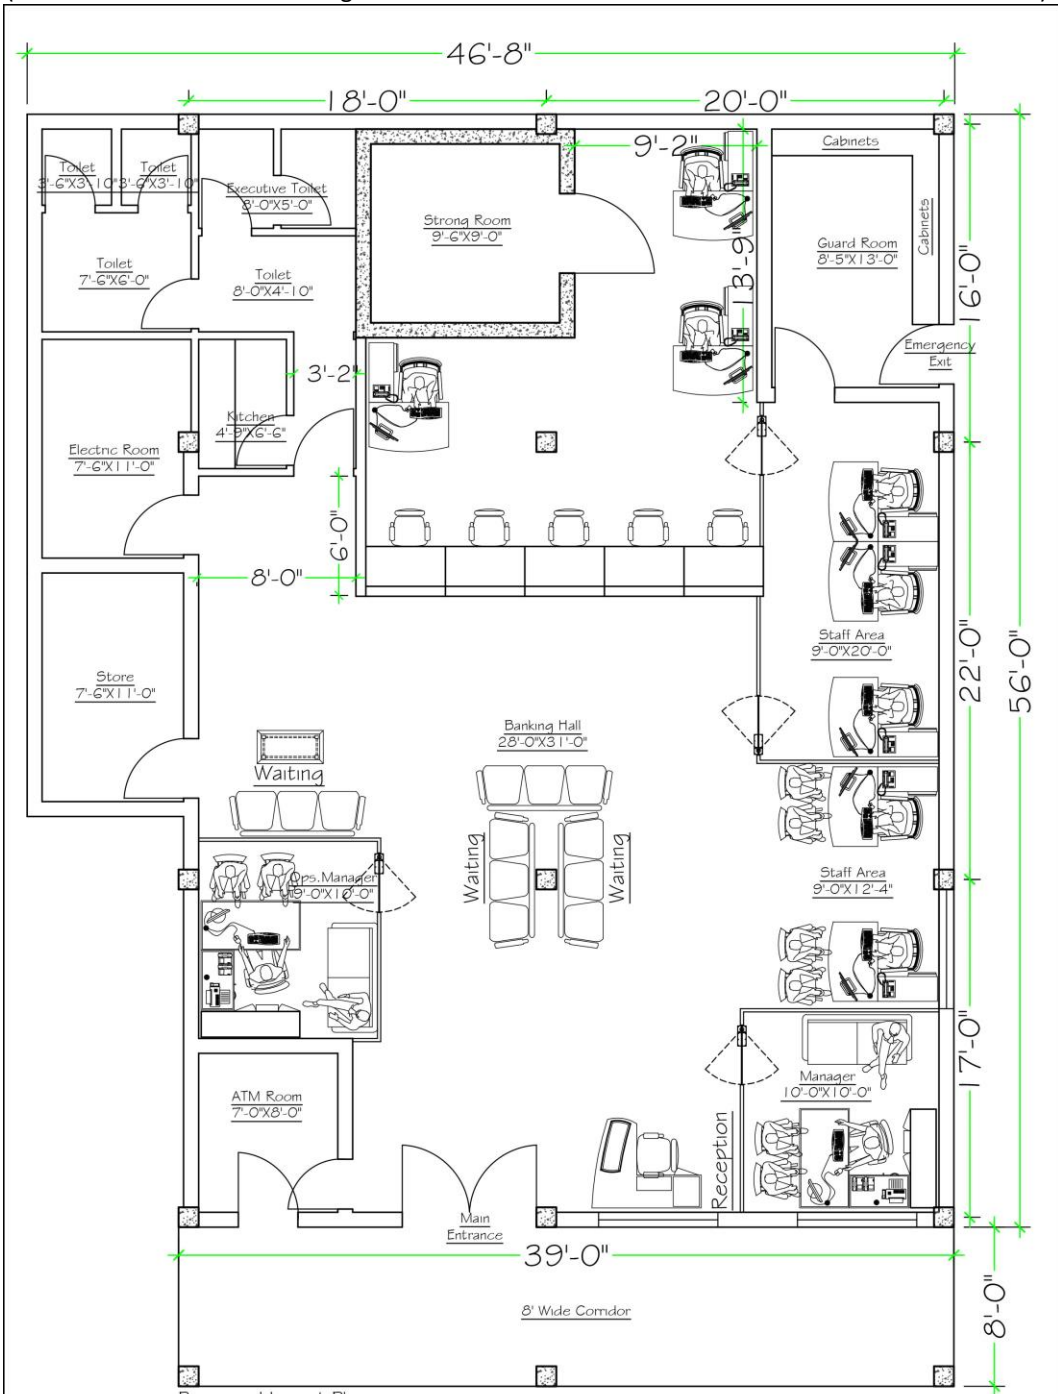 46'-8"
18'-0"
20'-0"
9'-2"
Cabinets
Toilet
3'-6"X3'-10"
Toilet
3'-6"X3'-10"
Executive Toilet
8'-0"X5'-0"
Strong Room
9'-6"X9'-0"
Cabinets
Guard Room
8'-5"X13'-0"
13'-9"
16'-0"
Toilet
7'-6"X6'-0"
Toilet
8'-0"X4'-10"
Emergency
Exit
3'-2"
Kitchen
4'-9"X6'-6"
Electric Room
7'-6"X11'-0"
6'-0"
8'-0"
Staff Area
9'-0"X20'-0"
22'-0"
56'-0"
Store
7'-6"X11'-0"
Banking Hall
28'-0"X31'-0"
Waiting
Waiting
Waiting
Ops.Manager
9'-0"X10'-0"
Staff Area
9'-0"X12'-4"
17'-0"
Manager
10'-0"X10'-0"
ATM Room
7'-0"X8'-0"
Reception
Main
Entrance
39'-0"
8' Wide Corridor
8'-0"